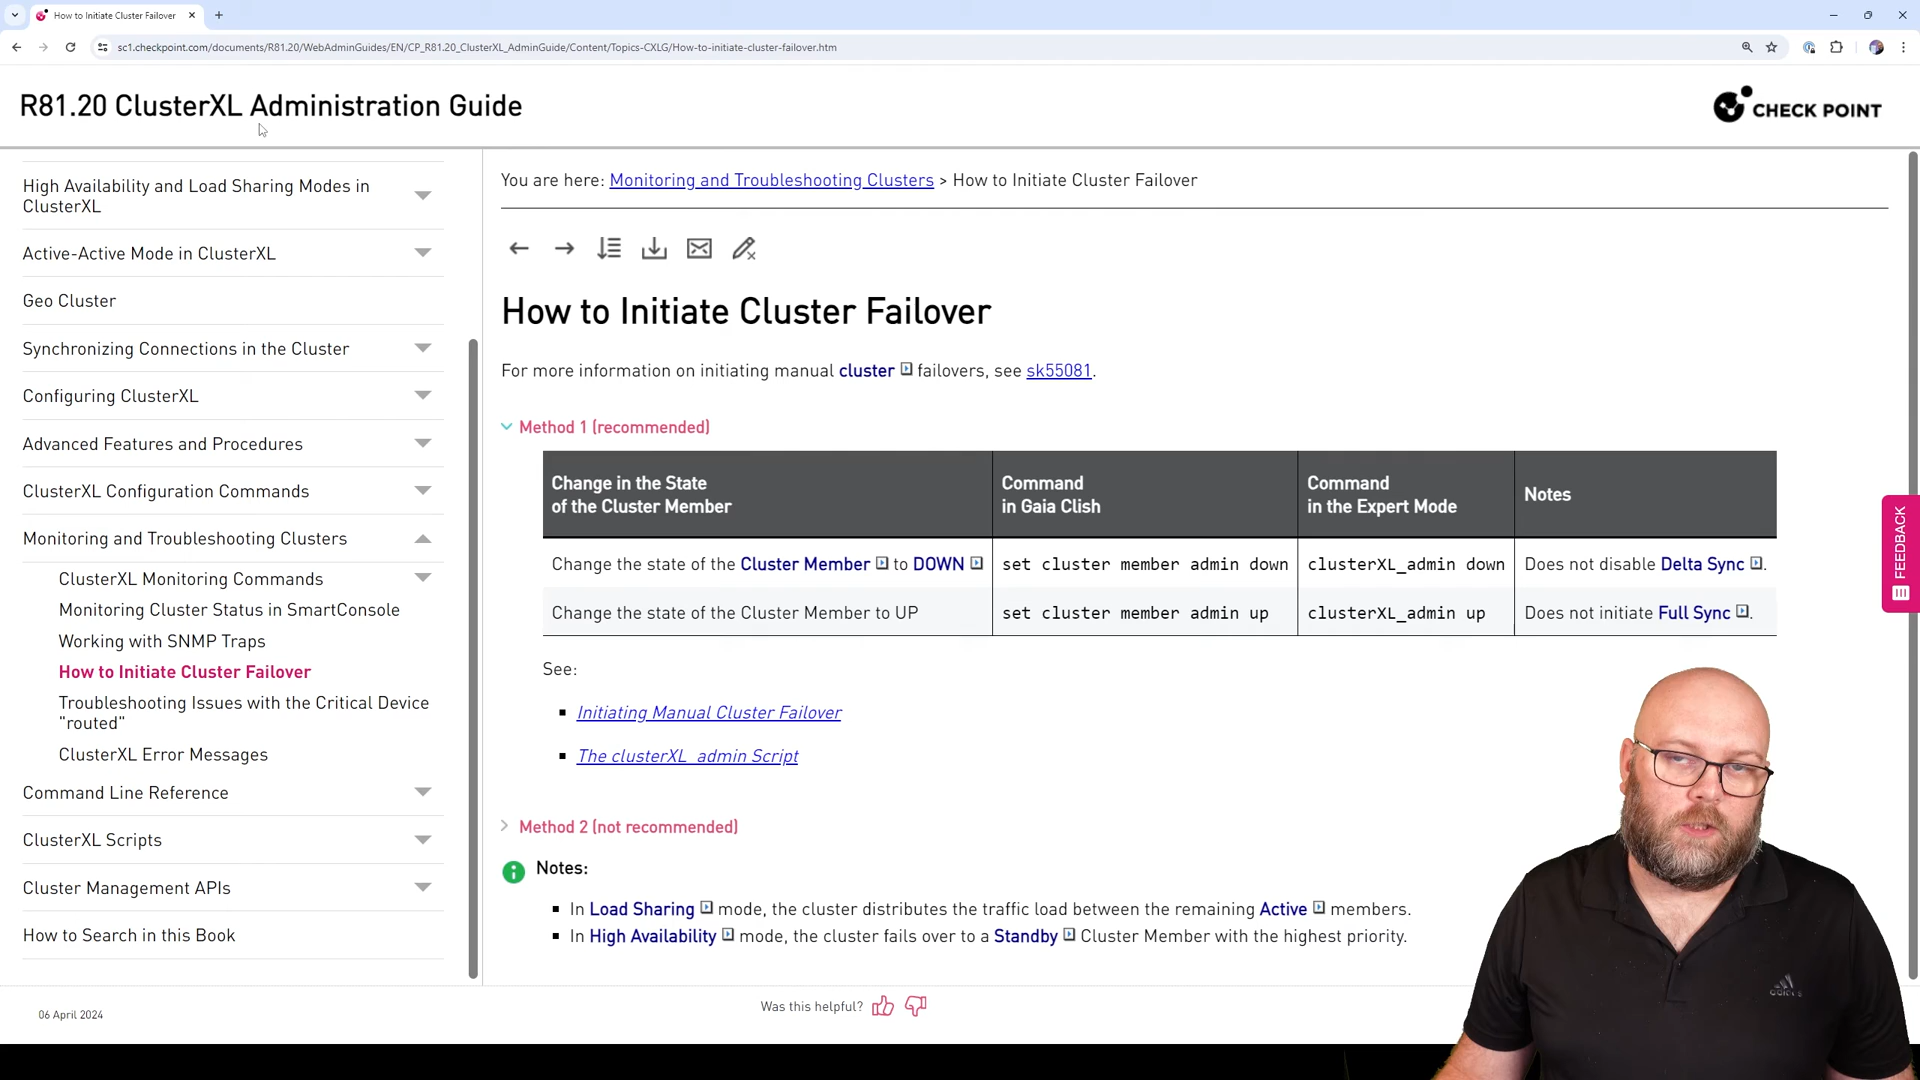 How to Initiate Cluster Failover
sc1.checkpoint.com/documents/R81.20/WebAdminGuides/EN/CP_R81.20_ClusterXL_AdminGuide/Content/Topics-CXLG/How-to-initiate-cluster-failover.htm
R81.20 ClusterXL Administration Guide
CHECK POINT
High Availability and Load Sharing Modes in
ClusterXL
Active-Active Mode in ClusterXL
Geo Cluster
Synchronizing Connections in the Cluster
Configuring ClusterXL
Advanced Features and Procedures
ClusterXL Configuration Commands
Monitoring and Troubleshooting Clusters
ClusterXL Monitoring Commands
Monitoring Cluster Status in SmartConsole
Working with SNMP Traps
How to Initiate Cluster Failover
Troubleshooting Issues with the Critical Device
"routed"
ClusterXL Error Messages
Command Line Reference
ClusterXL Scripts
Cluster Management APIs
How to Search in this Book
06 April 2024
You are here: Monitoring and Troubleshooting Clusters > How to Initiate Cluster Failover
How to Initiate Cluster Failover
For more information on initiating manual cluster failovers, see sk55081.
Method 1 (recommended)
Change in the State
of the Cluster Member
Command
in Gaia Clish
Command
in the Expert Mode
Notes
Change the state of the Cluster Member to DOWN
set cluster member admin down
clusterXL_admin down
Does not disable Delta Sync.
Change the state of the Cluster Member to UP
set cluster member admin up
clusterXL_admin up
Does not initiate Full Sync.
See:
Initiating Manual Cluster Failover
The clusterXL_admin Script
Method 2 (not recommended)
Notes:
In Load Sharing mode, the cluster distributes the traffic load between the remaining Active members.
In High Availability mode, the cluster fails over to a Standby Cluster Member with the highest priority.
Was this helpful?
FEEDBACK
adidas